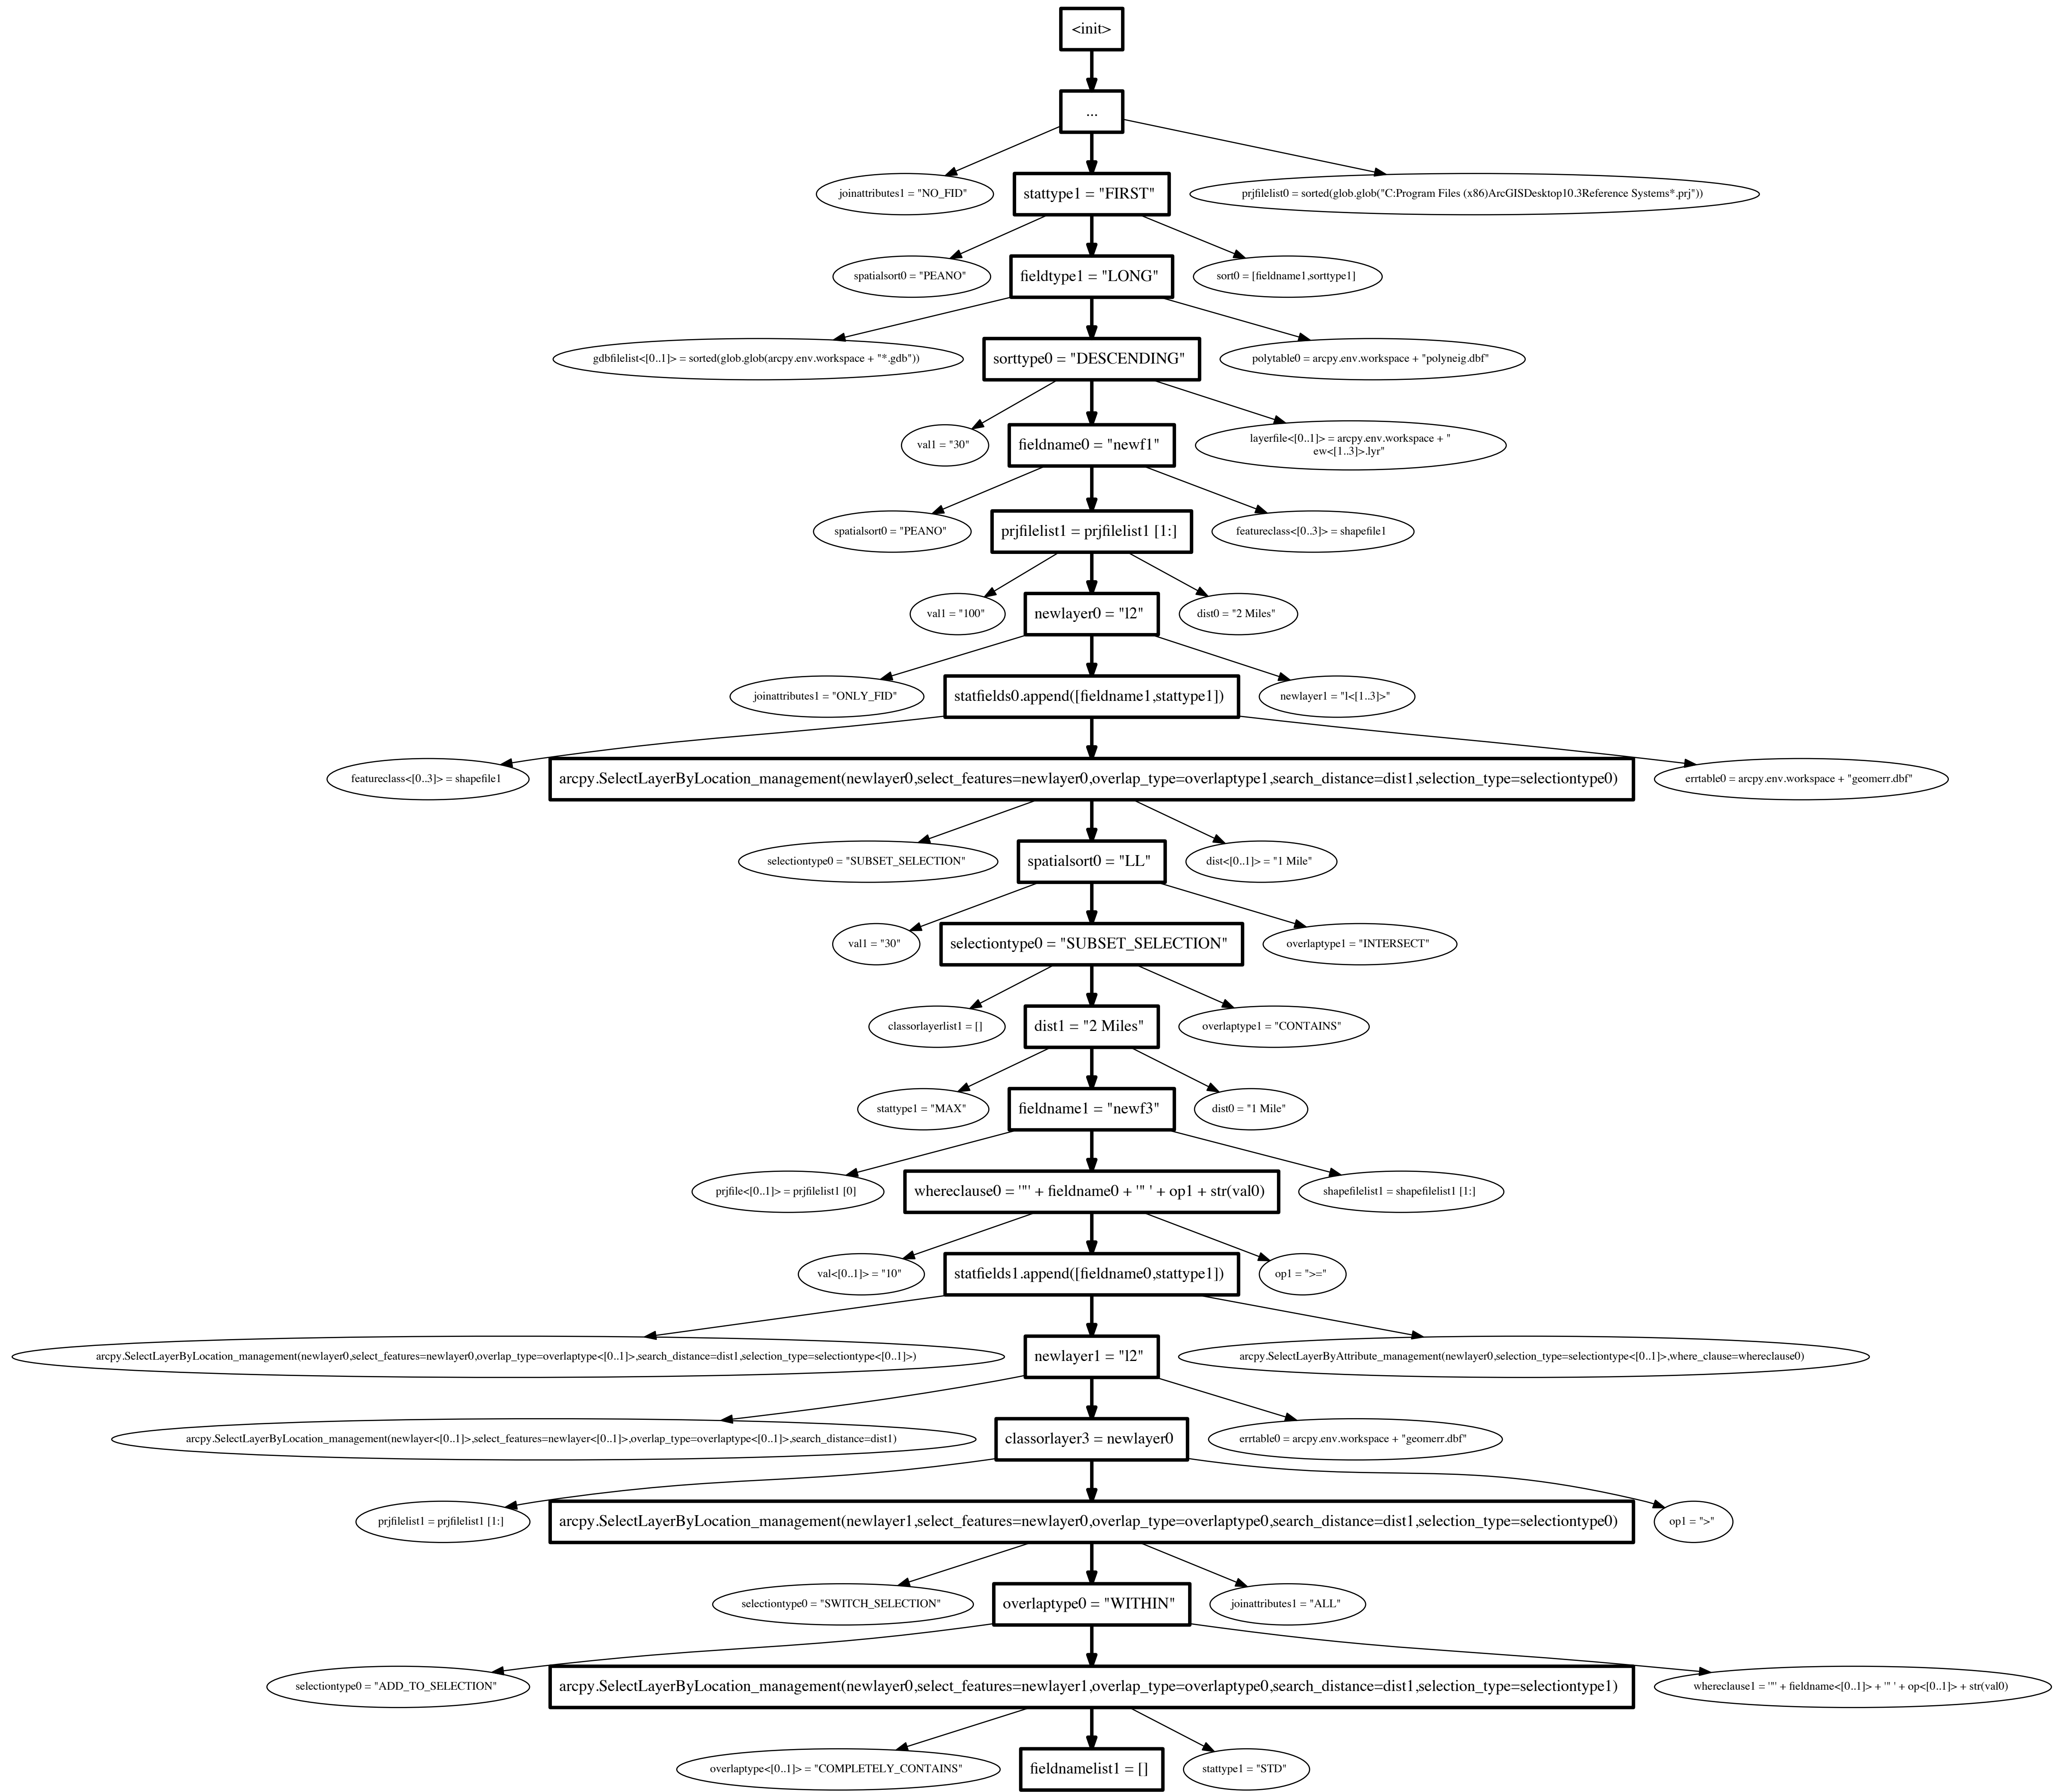 <init>
...
joinattributes1 = "NO_FID"
stattype1 = "FIRST"
prjfilelist0 = sorted(glob.glob("C:Program Files (x86)ArcGISDesktop10.3Reference Systems*.prj"))
spatialsort0 = "PEANO"
fieldtype1 = "LONG"
sort0 = [fieldname1,sorttype1]
gdbfilelist<[0..1]> = sorted(glob.glob(arcpy.env.workspace + "*.gdb"))
sorttype0 = "DESCENDING"
polytable0 = arcpy.env.workspace + "polyneig.dbf"
val1 = "30"
fieldname0 = "newf1"
layerfile<[0..1]> = arcpy.env.workspace + "
ew<[1..3]>.lyr"
spatialsort0 = "PEANO"
prjfilelist1 = prjfilelist1 [1:]
featureclass<[0..3]> = shapefile1
val1 = "100"
newlayer0 = "l2"
dist0 = "2 Miles"
joinattributes1 = "ONLY_FID"
statfields0.append([fieldname1,stattype1])
newlayer1 = "l<[1..3]>"
featureclass<[0..3]> = shapefile1
arcpy.SelectLayerByLocation_management(newlayer0,select_features=newlayer0,overlap_type=overlaptype1,search_distance=dist1,selection_type=selectiontype0)
errtable0 = arcpy.env.workspace + "geomerr.dbf"
selectiontype0 = "SUBSET_SELECTION"
spatialsort0 = "LL"
dist<[0..1]> = "1 Mile"
val1 = "30"
selectiontype0 = "SUBSET_SELECTION"
overlaptype1 = "INTERSECT"
classorlayerlist1 = []
dist1 = "2 Miles"
overlaptype1 = "CONTAINS"
stattype1 = "MAX"
fieldname1 = "newf3"
dist0 = "1 Mile"
prjfile<[0..1]> = prjfilelist1 [0]
whereclause0 = '"' + fieldname0 + '" ' + op1 + str(val0)
shapefilelist1 = shapefilelist1 [1:]
val<[0..1]> = "10"
statfields1.append([fieldname0,stattype1])
op1 = ">="
arcpy.SelectLayerByLocation_management(newlayer0,select_features=newlayer0,overlap_type=overlaptype<[0..1]>,search_distance=dist1,selection_type=selectiontype<[0..1]>)
newlayer1 = "l2"
arcpy.SelectLayerByAttribute_management(newlayer0,selection_type=selectiontype<[0..1]>,where_clause=whereclause0)
arcpy.SelectLayerByLocation_management(newlayer<[0..1]>,select_features=newlayer<[0..1]>,overlap_type=overlaptype<[0..1]>,search_distance=dist1)
classorlayer3 = newlayer0
errtable0 = arcpy.env.workspace + "geomerr.dbf"
prjfilelist1 = prjfilelist1 [1:]
arcpy.SelectLayerByLocation_management(newlayer1,select_features=newlayer0,overlap_type=overlaptype0,search_distance=dist1,selection_type=selectiontype0)
op1 = ">"
selectiontype0 = "SWITCH_SELECTION"
overlaptype0 = "WITHIN"
joinattributes1 = "ALL"
selectiontype0 = "ADD_TO_SELECTION"
arcpy.SelectLayerByLocation_management(newlayer0,select_features=newlayer1,overlap_type=overlaptype0,search_distance=dist1,selection_type=selectiontype1)
whereclause1 = '"' + fieldname<[0..1]> + '" ' + op<[0..1]> + str(val0)
overlaptype<[0..1]> = "COMPLETELY_CONTAINS"
fieldnamelist1 = []
stattype1 = "STD"